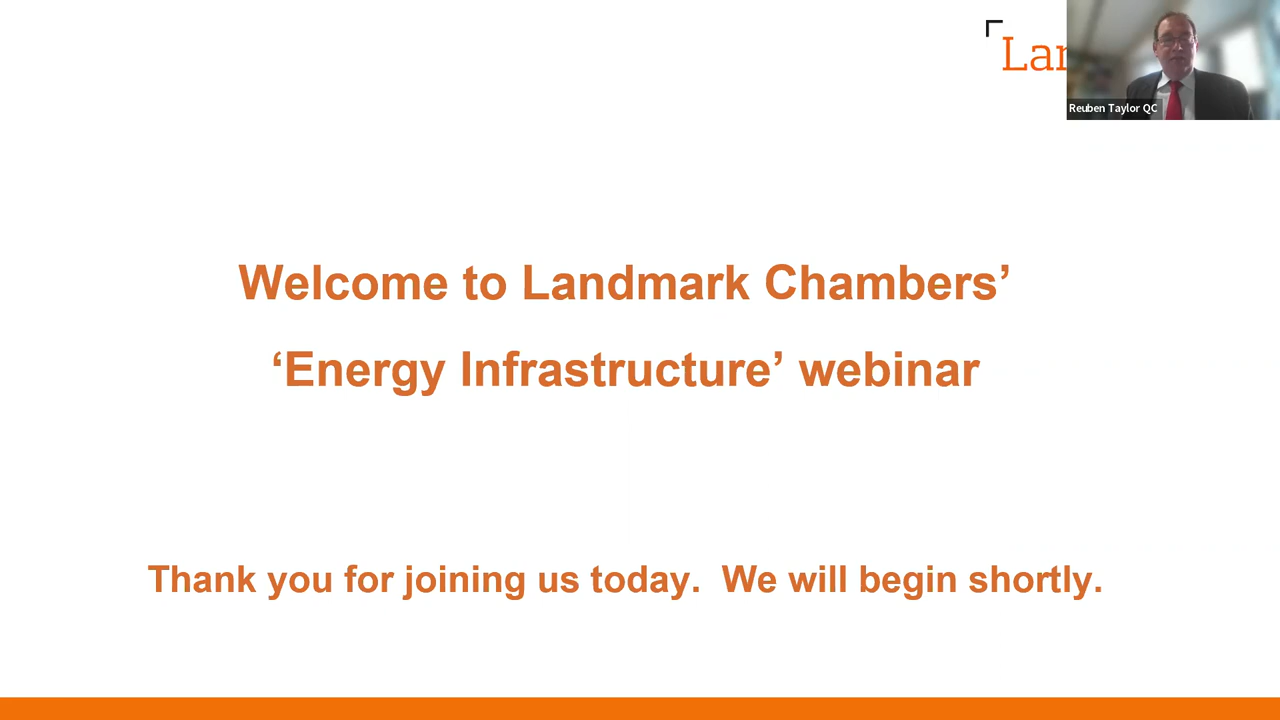 Lan
Reuben Taylor QC
Welcome to Landmark Chambers’
‘Energy Infrastructure’ webinar
Thank you for joining us today.  We will begin shortly.